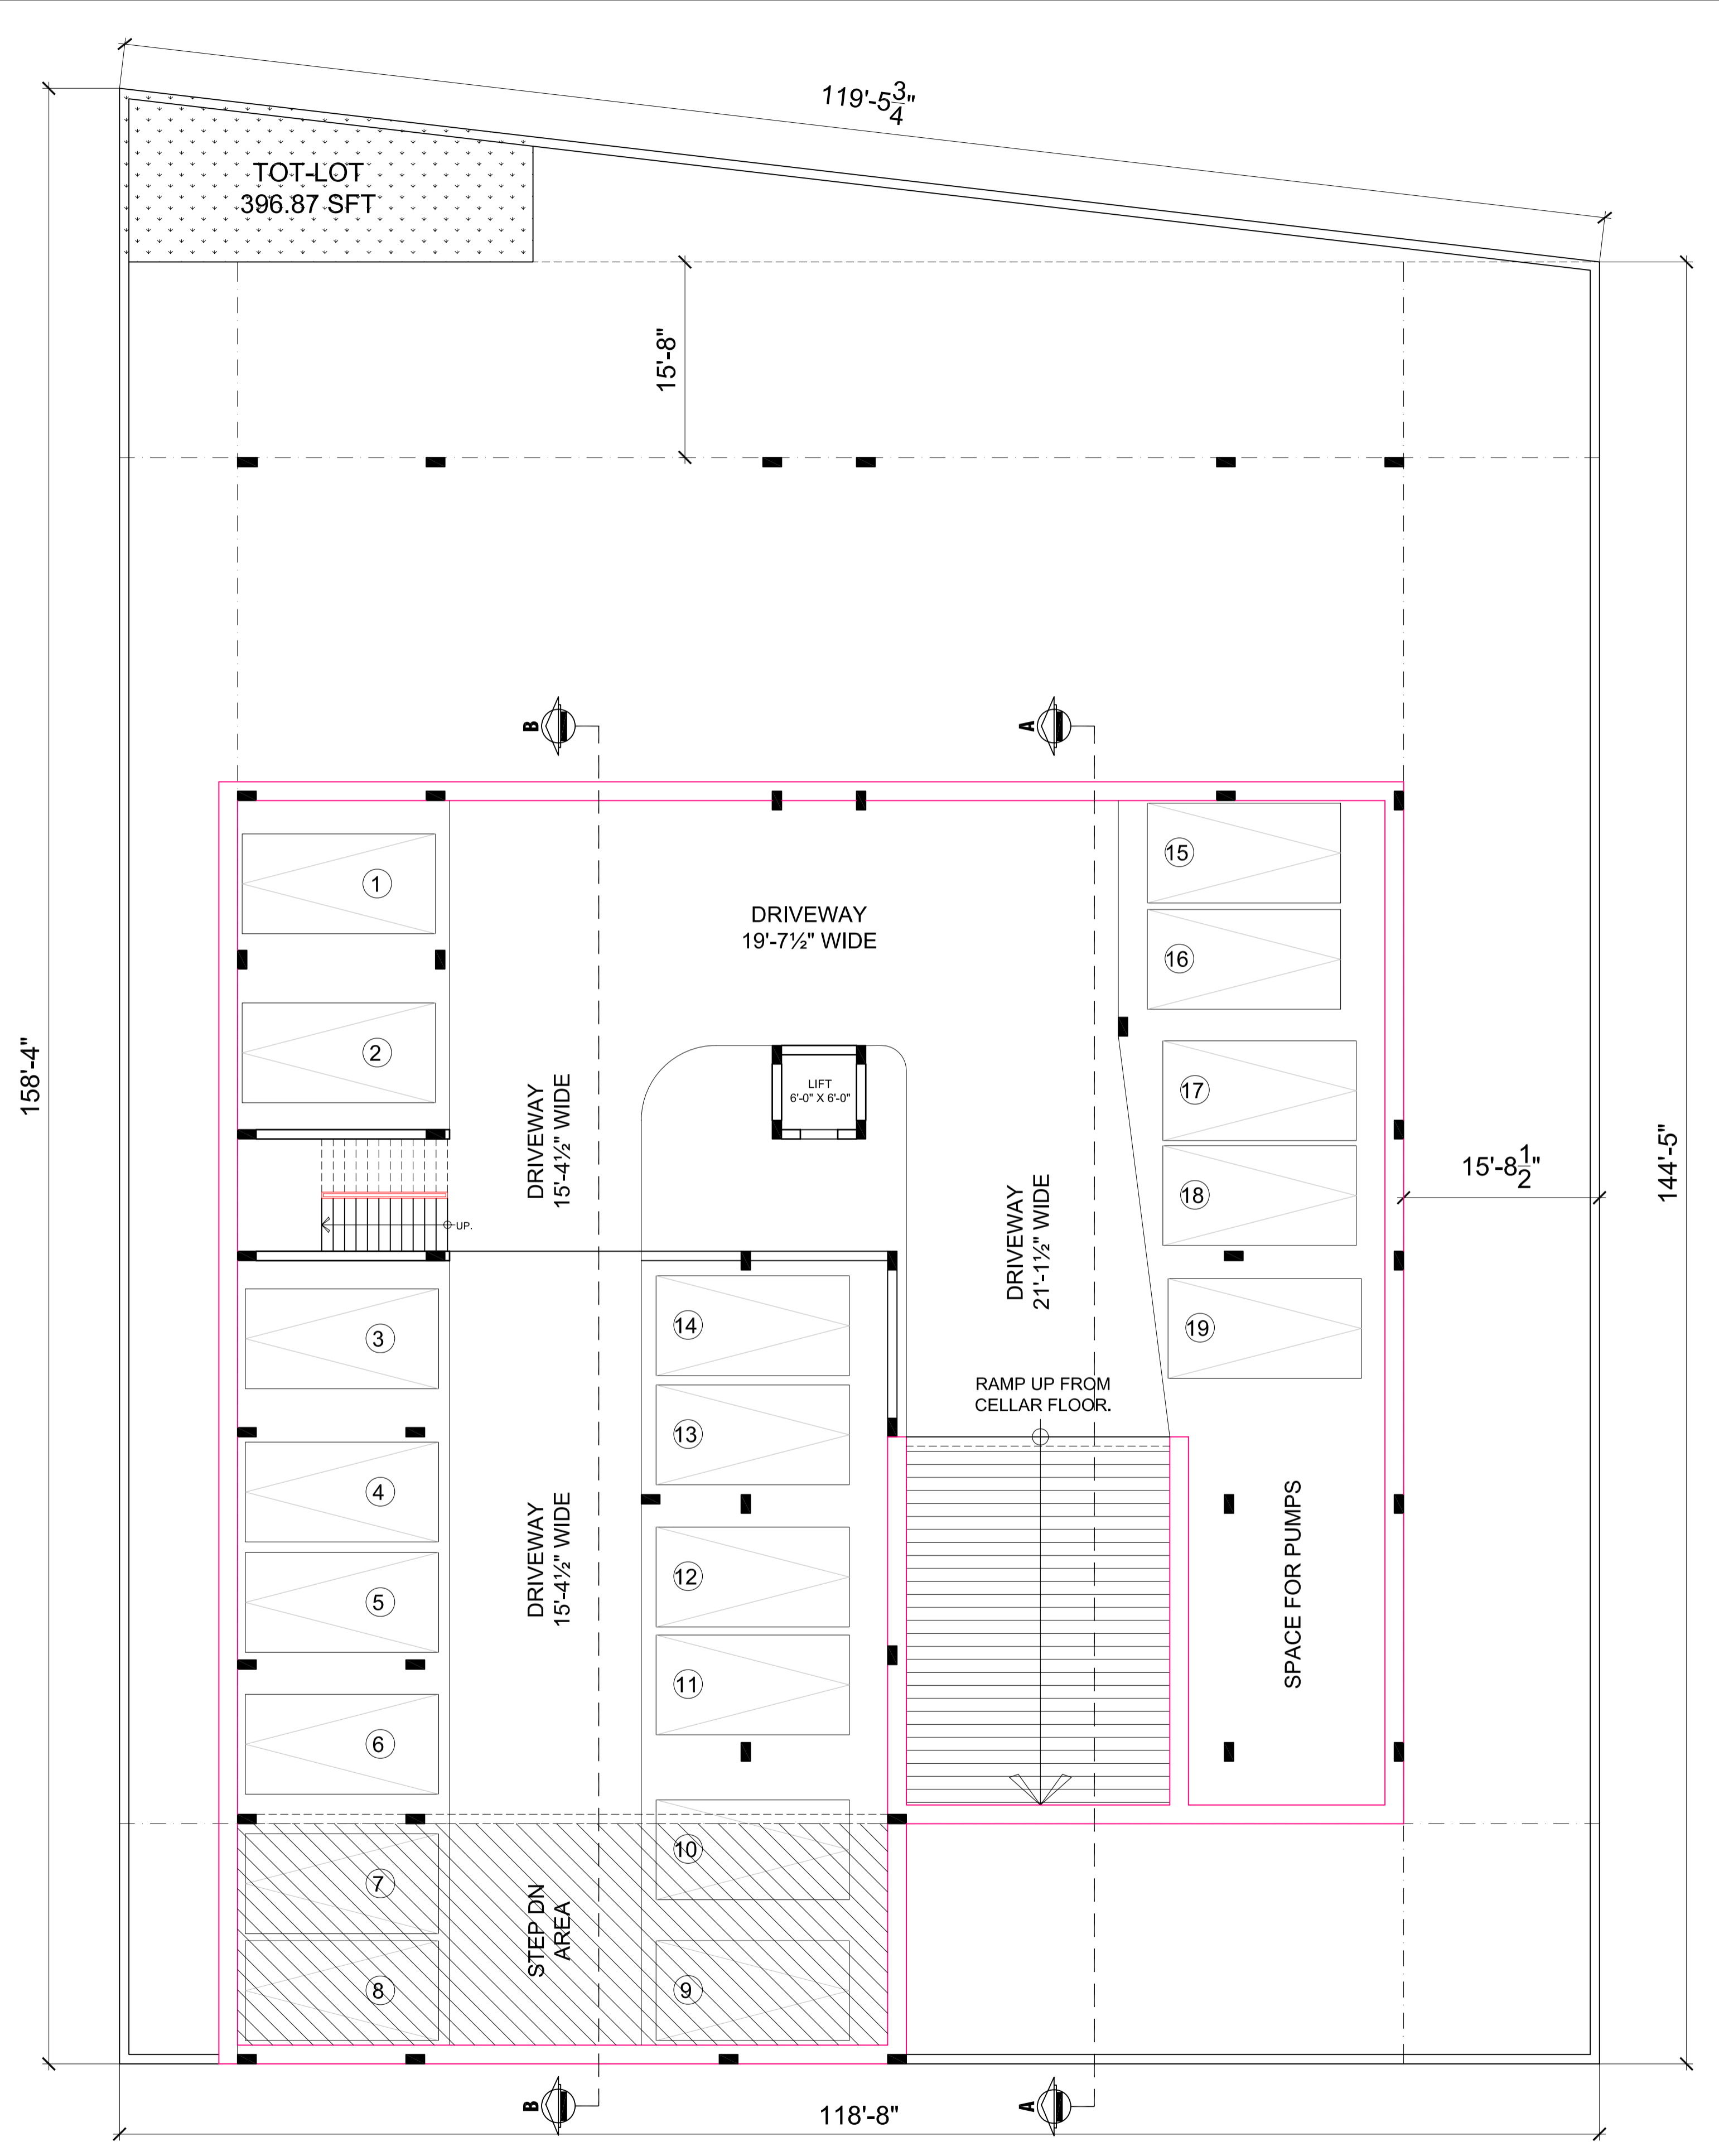 119'-5 3/4"
TOT-LOT
396.87 SFT
15'-8"
B
A
1
15
DRIVEWAY
19'-7½" WIDE
16
2
158'-4"
LIFT
6'-0" X 6'-0"
17
DRIVEWAY
15'-4½" WIDE
144'-5"
15'-8 1/2"
18
UP.
DRIVEWAY
21'-1½" WIDE
3
14
19
RAMP UP FROM
CELLAR FLOOR.
13
4
DRIVEWAY
15'-4½" WIDE
12
5
SPACE FOR PUMPS
11
6
10
7
STEP DN
AREA
8
9
B
A
118'-8"